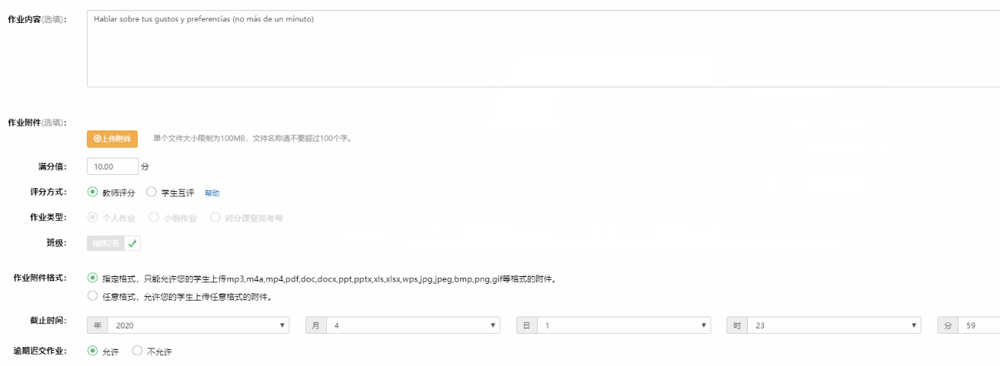 作业内容(选填): Hablar sobre tus gustos y preferencias (no más de un minuto)
作业附件(选填):
上传附件 单个文件大小限制为100MB，文件名称请不要超过100个字。
满分值: 10.00 分
评分方式: 教师评分 学生互评 帮助
作业类型: 个人作业 小组作业 对分课堂亮考帮
班级:
作业附件格式: 指定格式，只能允许您的学生上传mp3,m4a,mp4,pdf,doc,docx,ppt,pptx,xls,xlsx,wps,jpg,jpeg,bmp,png,gif等格式的附件。
任意格式，允许您的学生上传任意格式的附件。
截止时间: 年 2020 月 4 日 1 时 23 分 59
逾期迟交作业: 允许 不允许